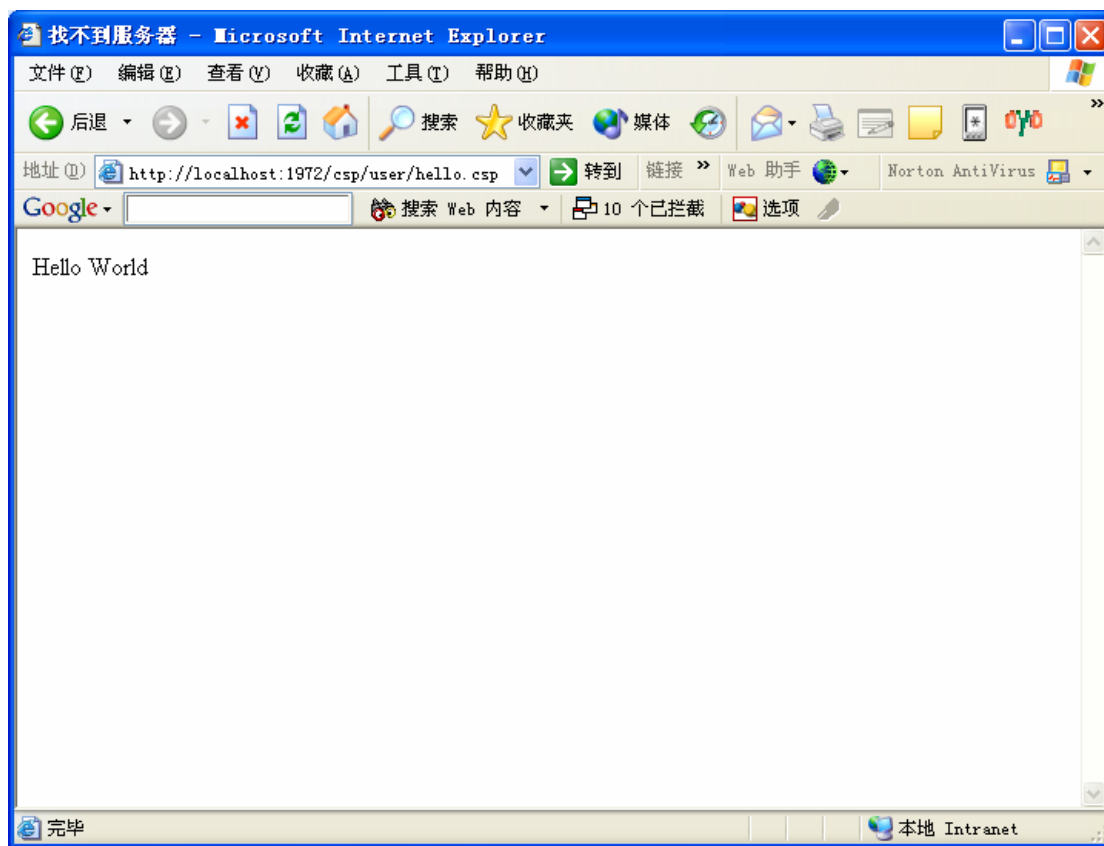 找不到服务器 - Microsoft Internet Explorer
文件(F) 编辑(E) 查看(V) 收藏(A) 工具(T) 帮助(H)
后退 搜索 收藏夹 媒体 »
地址(D) http://localhost:1972/csp/user/hello.csp 转到 链接 » Web 助手 Norton AntiVirus
Google 搜索 Web 内容 10 个已拦截 选项
Hello World
完毕 本地 Intranet